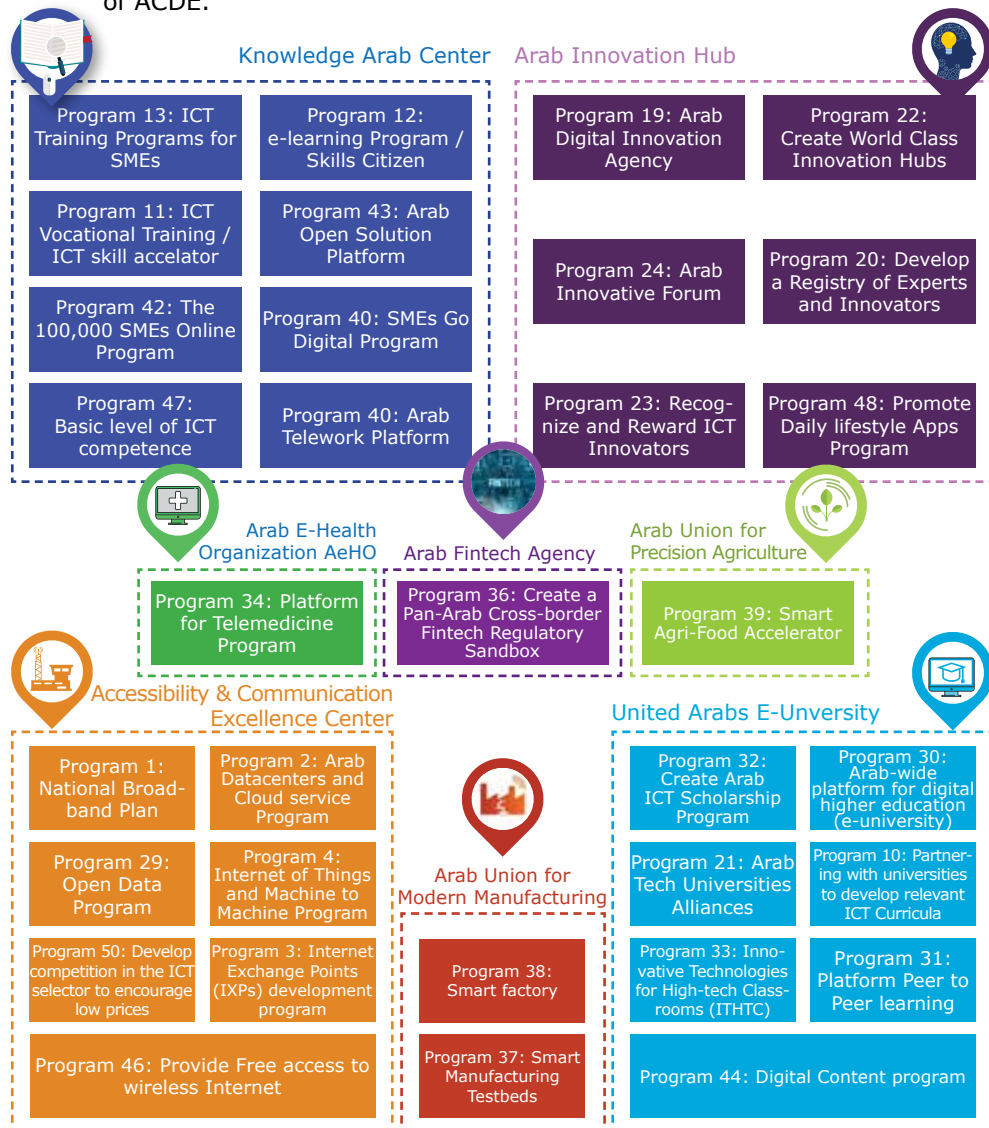 of ACDE.
Knowledge Arab Center
Program 13: ICT
Training Programs for
SMEs
Program 12:
e-learning Program /
Skills Citizen
Program 11: ICT
Vocational Training /
ICT skill accelator
Program 43: Arab
Open Solution
Platform
Program 42: The
100,000 SMEs Online
Program
Program 40: SMEs Go
Digital Program
Program 47:
Basic level of ICT
competence
Program 40: Arab
Telework Platform
Arab Innovation Hub
Program 19: Arab
Digital Innovation
Agency
Program 22:
Create World Class
Innovation Hubs
Program 24: Arab
Innovative Forum
Program 20: Develop
a Registry of Experts
and Innovators
Program 23: Recog-
nize and Reward ICT
Innovators
Program 48: Promote
Daily lifestyle Apps
Program
Arab E-Health
Organization AeHO
Program 34: Platform
for Telemedicine
Program
FINTECH
Arab Fintech Agency
Program 36: Create a
Pan-Arab Cross-border
Fintech Regulatory
Sandbox
Arab Union for
Precision Agriculture
Program 39: Smart
Agri-Food Accelerator
Accessibility & Communication
Excellence Center
Program 1:
National Broad-
band Plan
Program 2: Arab
Datacenters and
Cloud service
Program
Program 29:
Open Data
Program
Program 4:
Internet of Things
and Machine to
Machine Program
Program 50: Develop
competition in the ICT
selector to encourage
low prices
Program 3: Internet
Exchange Points
(IXPs) development
program
Program 46: Provide Free access to
wireless Internet
Arab Union for
Modern Manufacturing
Program 38:
Smart factory
Program 37: Smart
Manufacturing
Testbeds
United Arabs E-Unversity
Program 32:
Create Arab
ICT Scholarship
Program
Program 30:
Arab-wide
platform for digital
higher education
(e-university)
Program 21: Arab
Tech Universities
Alliances
Program 10: Partner-
ing with universities
to develop relevant
ICT Curricula
Program 33: Inno-
vative Technologies
for High-tech Class-
rooms (ITHTC)
Program 31:
Platform Peer to
Peer learning
Program 44: Digital Content program